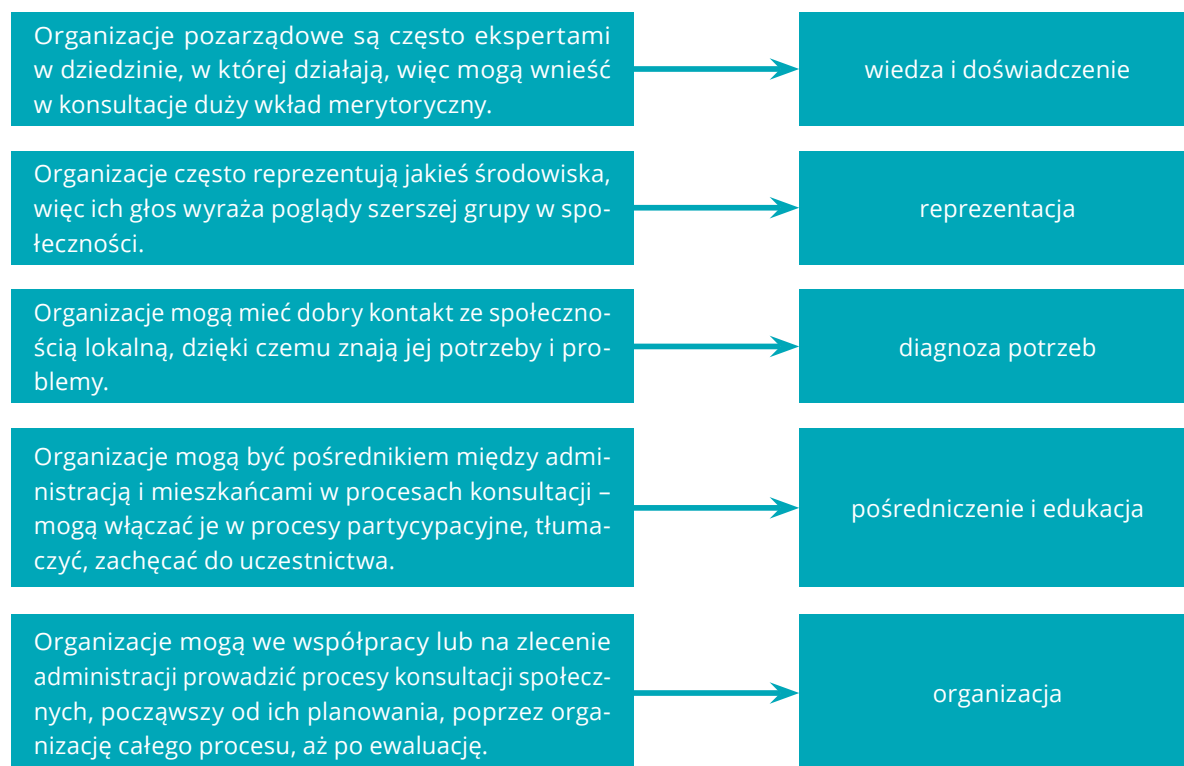 Organizacje pozarządowe są często ekspertami
w dziedzinie, w której działają, więc mogą wnieść
w konsultacje duży wkład merytoryczny.
wiedza i doświadczenie
Organizacje często reprezentują jakieś środowiska,
więc ich głos wyraża poglądy szerszej grupy w spo-
łeczności.
reprezentacja
Organizacje mogą mieć dobry kontakt ze społeczno-
ścią lokalną, dzięki czemu znają jej potrzeby i pro-
blemy.
diagnoza potrzeb
Organizacje mogą być pośrednikiem między admi-
nistracją i mieszkańcami w procesach konsultacji –
mogą włączać je w procesy partycypacyjne, tłuma-
czyć, zachęcać do uczestnictwa.
pośredniczenie i edukacja
Organizacje mogą we współpracy lub na zlecenie
administracji prowadzić procesy konsultacji społecz-
nych, począwszy od ich planowania, poprzez orga-
nizację całego procesu, aż po ewaluację.
organizacja